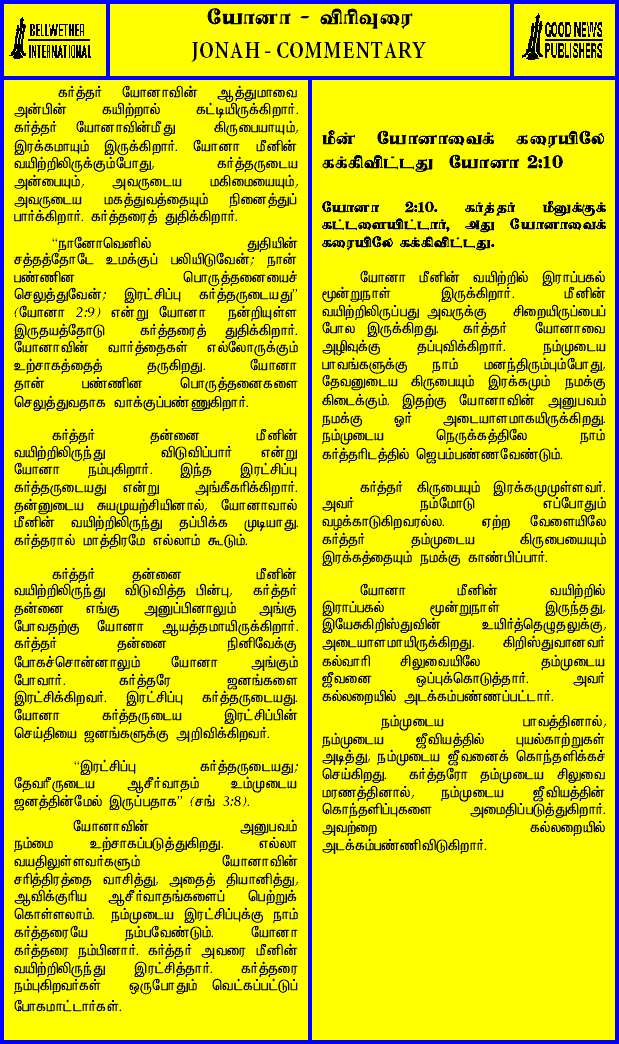 BELLWETHER
INTERNATIONAL
யோனா - விரிவுரை
JONAH - COMMENTARY
GOOD NEWS
PUBLISHERS
கர்த்தர் யோனாவின் ஆத்துமாவை
அன்பின் கயிற்றால் கட்டியிருக்கிறார்.
கர்த்தர் யோனாவின்மீது கிருபையாயும்,
இரக்கமாயும் இருக்கிறார். யோனா மீனின்
வயிற்றிலிருக்கும்போது, கர்த்தருடைய
அன்பையும், அவருடைய மகிமையையும்,
அவருடைய மகத்துவத்தையும் நினைத்துப்
பார்க்கிறார். கர்த்தரைத் துதிக்கிறார்.
“நானோவெனில் துதியின்
சத்தத்தோடே உமக்குப் பலியிடுவேன்; நான்
பண்ணின பொருத்தனையைச்
செலுத்துவேன்; இரட்சிப்பு கர்த்தருடையது”
(யோனா 2:9) என்று யோனா நன்றியுள்ள
இருதயத்தோடு கர்த்தரைத் துதிக்கிறார்.
யோனாவின் வார்த்தைகள் எல்லோருக்கும்
உற்சாகத்தைத் தருகிறது. யோனா
தான் பண்ணின பொருத்தனைகளை
செலுத்துவதாக வாக்குப்பண்ணுகிறார்.
கர்த்தர் தன்னை மீனின்
வயிற்றிலிருந்து விடுவிப்பார் என்று
யோனா நம்புகிறார். இந்த இரட்சிப்பு
கர்த்தருடையது என்று அங்கீகரிக்கிறார்.
தன்னுடைய சுயமுயற்சியினால், யோனாவால்
மீனின் வயிற்றிலிருந்து தப்பிக்க முடியாது.
கர்த்தரால் மாத்திரமே எல்லாம் கூடும்.
கர்த்தர் தன்னை மீனின்
வயிற்றிலிருந்து விடுவித்த பின்பு, கர்த்தர்
தன்னை எங்கு அனுப்பினாலும் அங்கு
போவதற்கு யோனா ஆயத்தமாயிருக்கிறார்.
கர்த்தர் தன்னை நினிவேக்கு
போகச்சொன்னாலும் யோனா அங்கும்
போவார். கர்த்தரே ஜனங்களை
இரட்சிக்கிறவர். இரட்சிப்பு கர்த்தருடையது.
யோனா கர்த்தருடைய இரட்சிப்பின்
செய்தியை ஜனங்களுக்கு அறிவிக்கிறவர்.
“இரட்சிப்பு கர்த்தருடையது;
தேவரீருடைய ஆசீர்வாதம் உம்முடைய
ஜனத்தின்மேல் இருப்பதாக” (சங் 3:8).
யோனாவின் அனுபவம்
நம்மை உற்சாகப்படுத்துகிறது. எல்லா
வயதிலுள்ளவர்களும் யோனாவின்
சரித்திரத்தை வாசித்து, அதைத் தியானித்து,
ஆவிக்குரிய ஆசீர்வாதங்களைப் பெற்றுக்
கொள்ளலாம். நம்முடைய இரட்சிப்புக்கு நாம்
கர்த்தரையே நம்பவேண்டும். யோனா
கர்த்தரை நம்பினார். கர்த்தர் அவரை மீனின்
வயிற்றிலிருந்து இரட்சித்தார். கர்த்தரை
நம்புகிறவர்கள் ஒருபோதும் வெட்கப்பட்டுப்
போகமாட்டார்கள்.
மீன் யோனாவைக் கரையிலே
கக்கிவிட்டது யோனா 2:10
யோனா 2:10. கர்த்தர் மீனுக்குக்
கட்டளையிட்டார், அது யோனாவைக்
கரையிலே கக்கிவிட்டது.
யோனா மீனின் வயிற்றில் இராப்பகல்
மூன்றுநாள் இருக்கிறார். மீனின்
வயிற்றிலிருப்பது அவருக்கு சிறையிருப்பைப்
போல இருக்கிறது. கர்த்தர் யோனாவை
அழிவுக்கு தப்புவிக்கிறார். நம்முடைய
பாவங்களுக்கு நாம் மனந்திரும்பும்போது,
தேவனுடைய கிருபையும் இரக்கமும் நமக்கு
கிடைக்கும். இதற்கு யோனாவின் அனுபவம்
நமக்கு ஓர் அடையாளமாகயிருக்கிறது.
நம்முடைய நெருக்கத்திலே நாம்
கர்த்தரிடத்தில் ஜெபம்பண்ணவேண்டும்.
கர்த்தர் கிருபையும் இரக்கமுமுள்ளவர்.
அவர் நம்மோடு எப்போதும்
வழக்காடுகிறவரல்ல. ஏற்ற வேளையிலே
கர்த்தர் தம்முடைய கிருபையையும்
இரக்கத்தையும் நமக்கு காண்பிப்பார்.
யோனா மீனின் வயிற்றில்
இராப்பகல் மூன்றுநாள் இருந்தது,
இயேசுகிறிஸ்துவின் உயிர்த்தெழுதலுக்கு,
அடையாளமாயிருக்கிறது. கிறிஸ்துவானவர்
கல்வாரி சிலுவையிலே தம்முடைய
ஜீவனை ஒப்புக்கொடுத்தார். அவர்
கல்லறையில் அடக்கம்பண்ணப்பட்டார்.
நம்முடைய பாவத்தினால்,
நம்முடைய ஜீவியத்தில் புயல்காற்றுகள்
அடித்து, நம்முடைய ஜீவனைக் கொந்தளிக்கச்
செய்கிறது. கர்த்தரோ தம்முடைய சிலுவை
மரணத்தினால், நம்முடைய ஜீவியத்தின்
கொந்தளிப்புகளை அமைதிப்படுத்துகிறார்.
அவற்றை கல்லறையில்
அடக்கம்பண்ணிவிடுகிறார்.